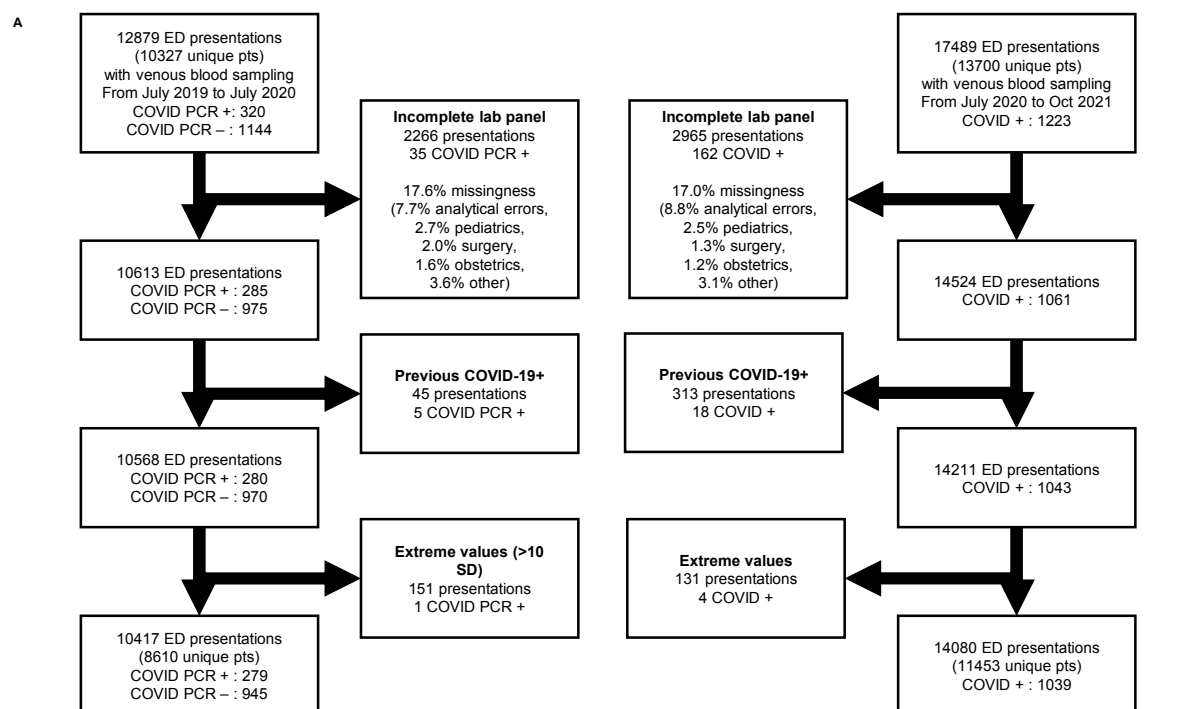 A
12879 ED presentations
(10327 unique pts)
with venous blood sampling
From July 2019 to July 2020
COVID PCR +: 320
COVID PCR – : 1144
Incomplete lab panel
2266 presentations
35 COVID PCR +
17.6% missingness
(7.7% analytical errors,
2.7% pediatrics,
2.0% surgery,
1.6% obstetrics,
3.6% other)
10613 ED presentations
COVID PCR + : 285
COVID PCR – : 975
Previous COVID-19+
45 presentations
5 COVID PCR +
10568 ED presentations
COVID PCR + : 280
COVID PCR – : 970
Extreme values (>10
SD)
151 presentations
1 COVID PCR +
10417 ED presentations
(8610 unique pts)
COVID PCR + : 279
COVID PCR – : 945
17489 ED presentations
(13700 unique pts)
with venous blood sampling
From July 2020 to Oct 2021
COVID + : 1223
Incomplete lab panel
2965 presentations
162 COVID +
17.0% missingness
(8.8% analytical errors,
2.5% pediatrics,
1.3% surgery,
1.2% obstetrics,
3.1% other)
14524 ED presentations
COVID + : 1061
Previous COVID-19+
313 presentations
18 COVID +
14211 ED presentations
COVID + : 1043
Extreme values
131 presentations
4 COVID +
14080 ED presentations
(11453 unique pts)
COVID + : 1039